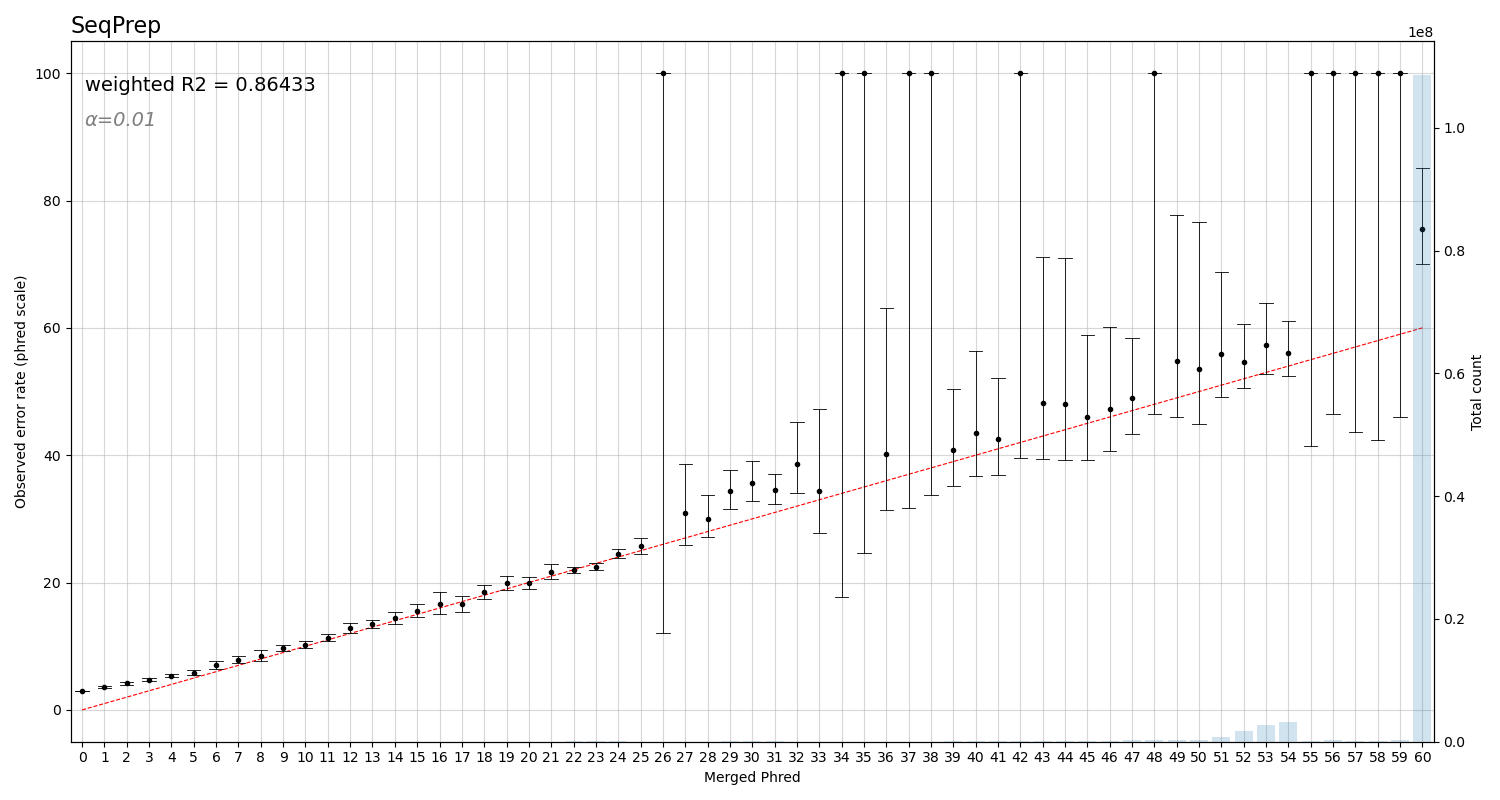 SeqPrep
1e8
weighted R2 = 0.86433
α=0.01
100
80
60
40
20
0
Observed error rate (phred scale)
1.0
0.8
0.6
0.4
0.2
0.0
Total count
0 1 2 3 4 5 6 7 8 9 10 11 12 13 14 15 16 17 18 19 20 21 22 23 24 25 26 27 28 29 30 31 32 33 34 35 36 37 38 39 40 41 42 43 44 45 46 47 48 49 50 51 52 53 54 55 56 57 58 59 60
Merged Phred